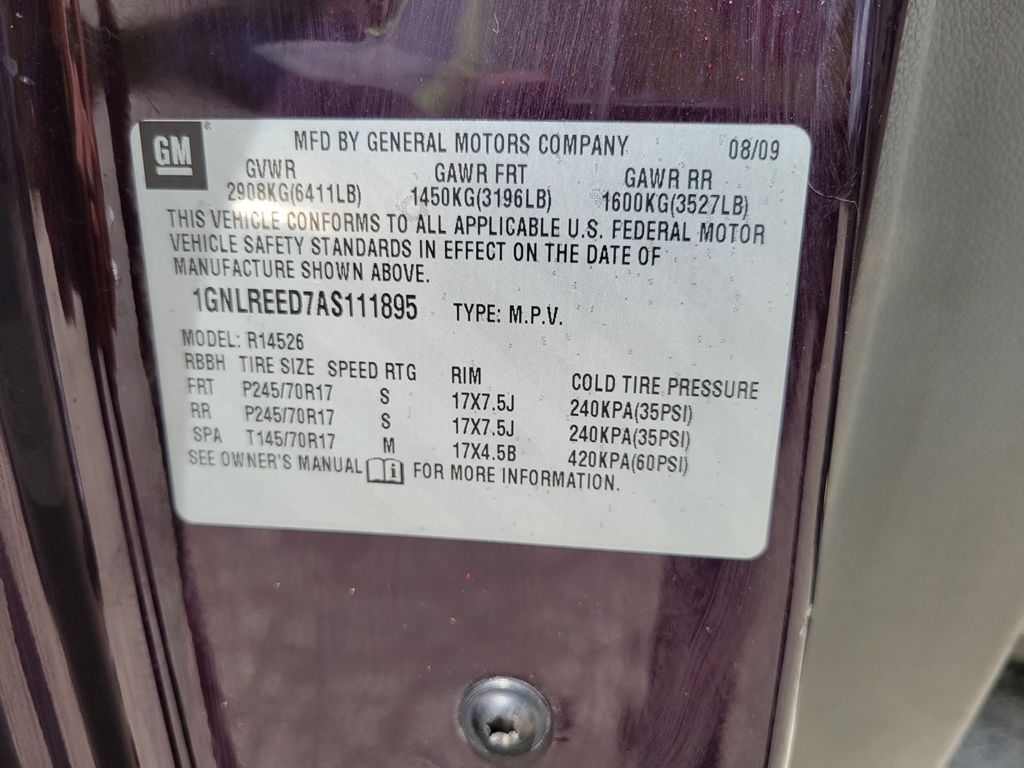 GM ® MFD BY GENERAL MOTORS COMPANY 08/09
GVWR GAWR FRT GAWR RR
2908KG(6411LB) 1450KG(3196LB) 1600KG(3527LB)
THIS VEHICLE CONFORMS TO ALL APPLICABLE U.S. FEDERAL MOTOR
VEHICLE SAFETY STANDARDS IN EFFECT ON THE DATE OF
MANUFACTURE SHOWN ABOVE.
1GNLREED7AS111895 TYPE: M.P.V.
MODEL: R14526
RBBH TIRE SIZE SPEED RTG RIM COLD TIRE PRESSURE
FRT P245/70R17 S 17X7.5J 240KPA(35PSI)
RR P245/70R17 S 17X7.5J 240KPA(35PSI)
SPA T145/70R17 M 17X4.5B 420KPA(60PSI)
SEE OWNER'S MANUAL i FOR MORE INFORMATION.